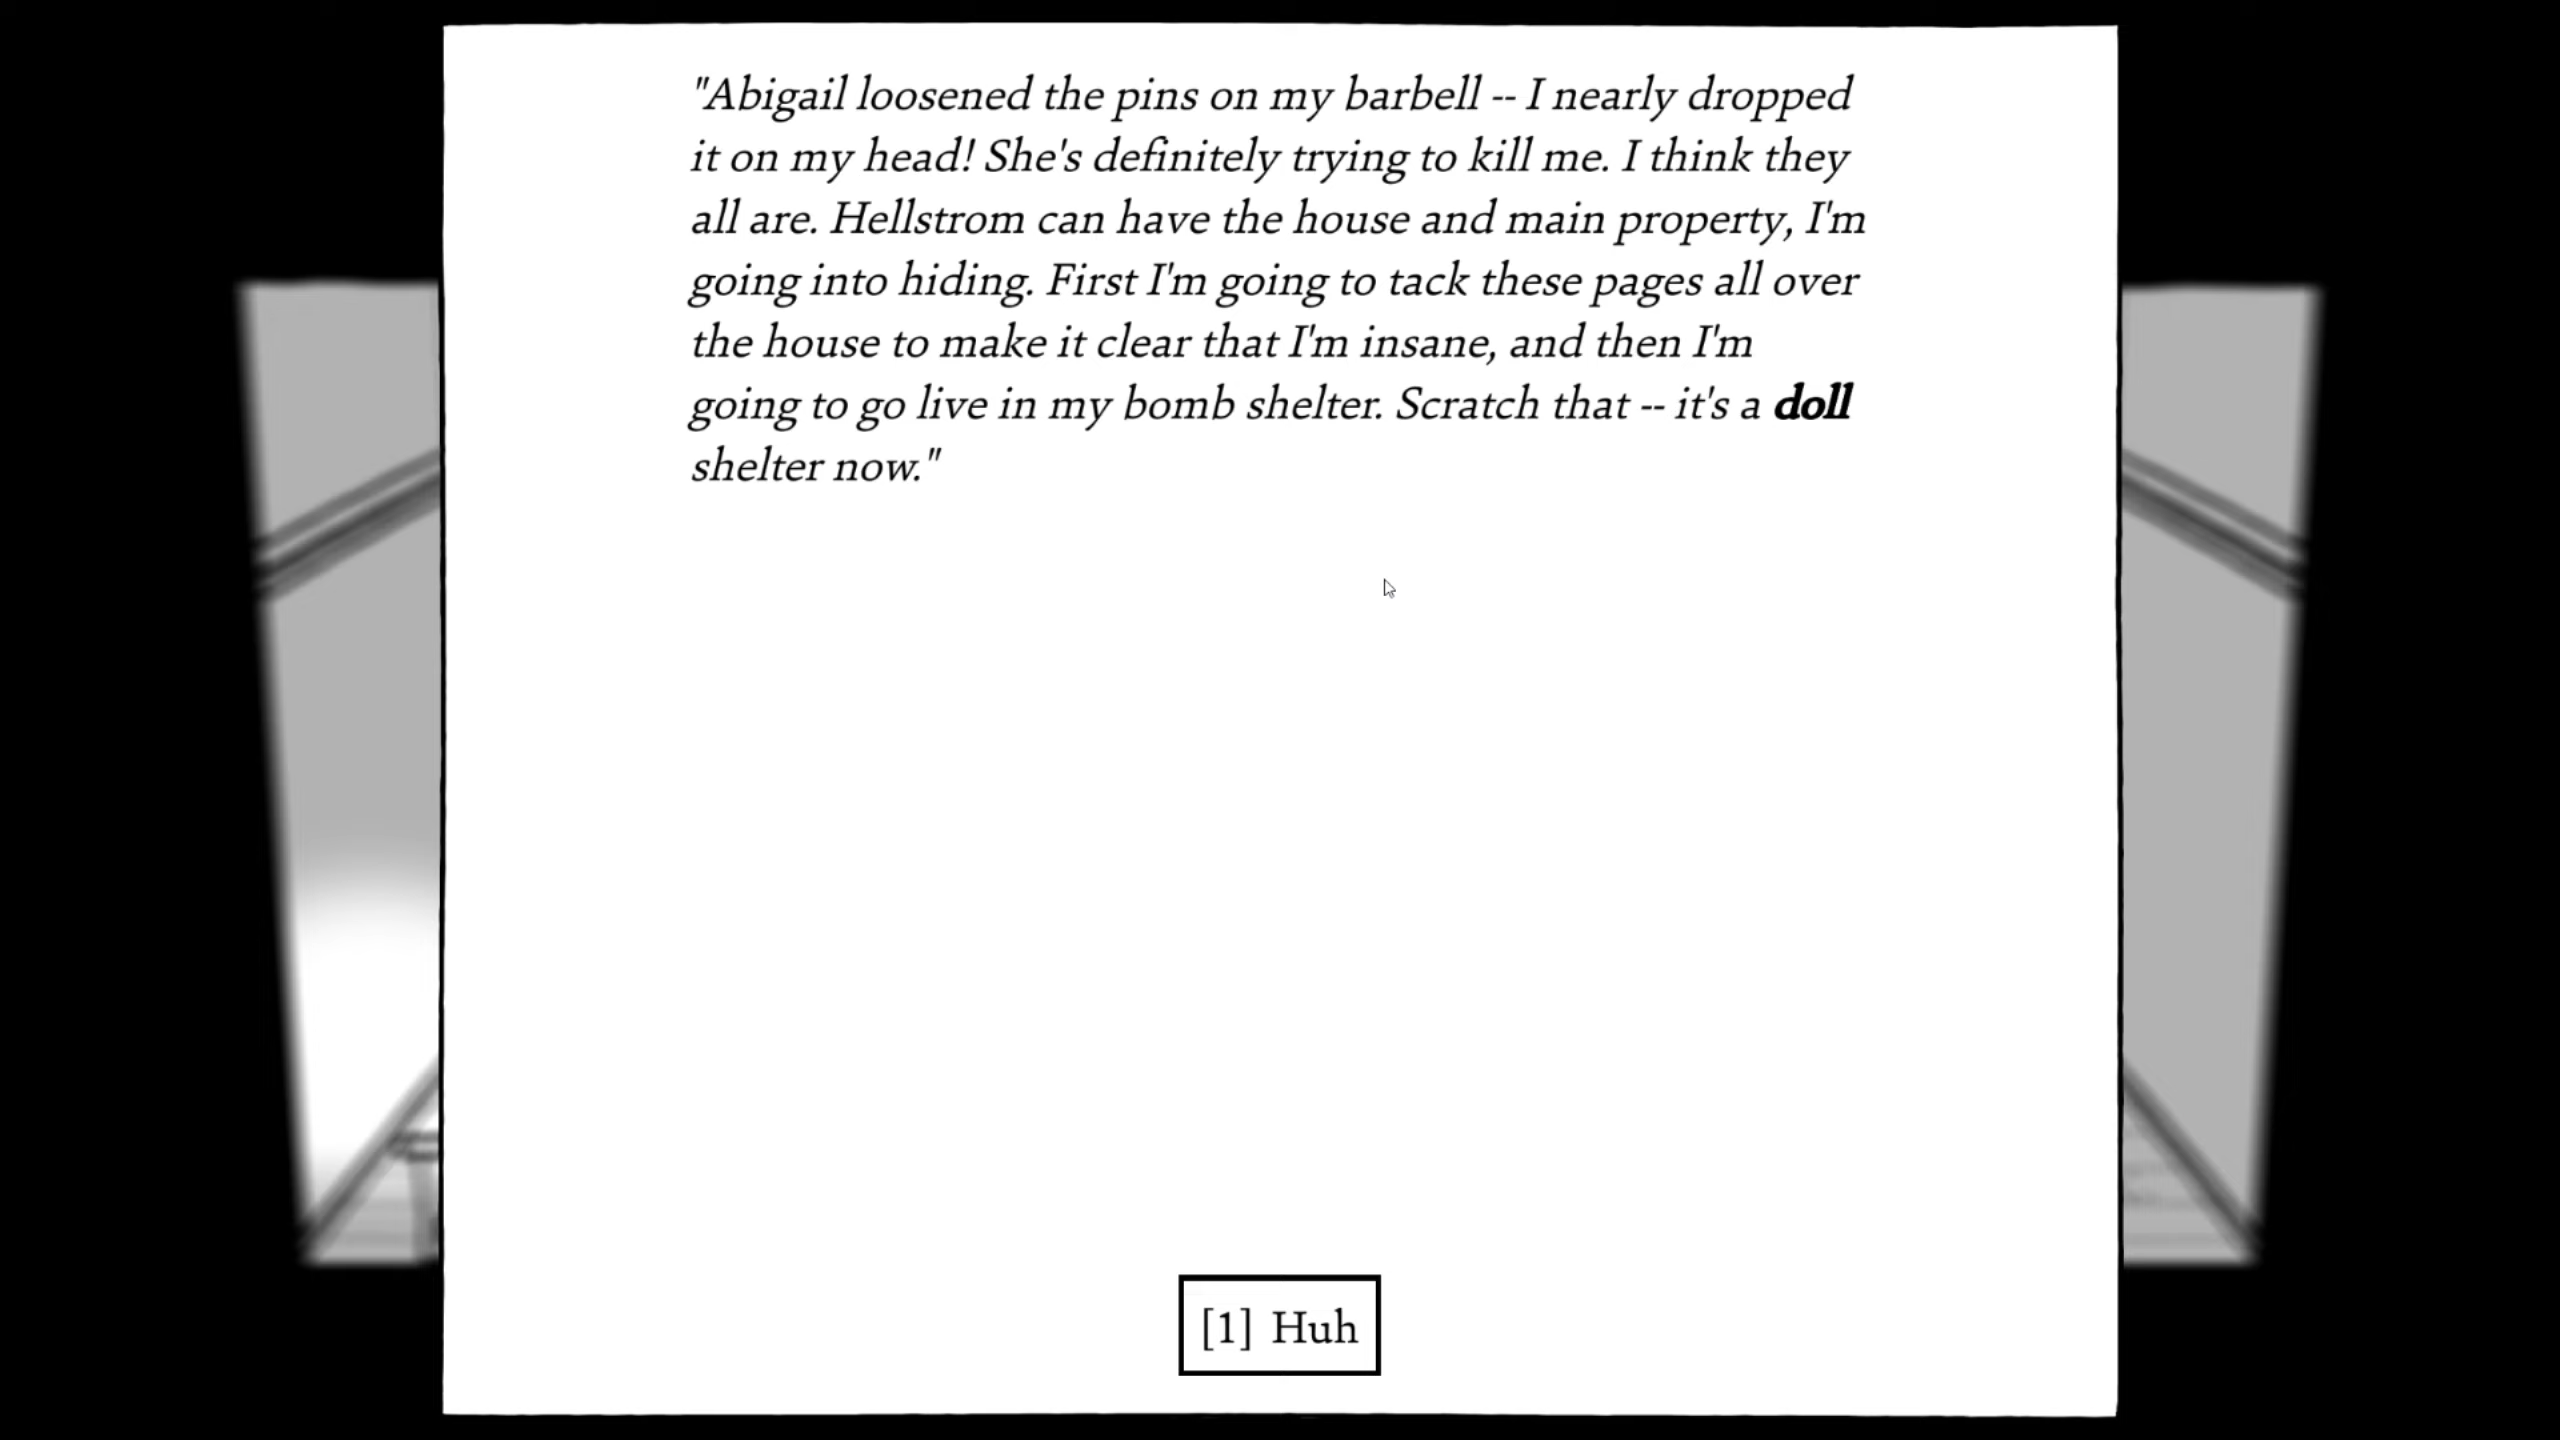 "Abigail loosened the pins on my barbell -- I nearly dropped
it on my head! She's definitely trying to kill me. I think they
all are. Hellstrom can have the house and main property, I'm
going into hiding. First I'm going to tack these pages all over
the house to make it clear that I'm insane, and then I'm
going to go live in my bomb shelter. Scratch that -- it's a doll
shelter now."
[1] Huh